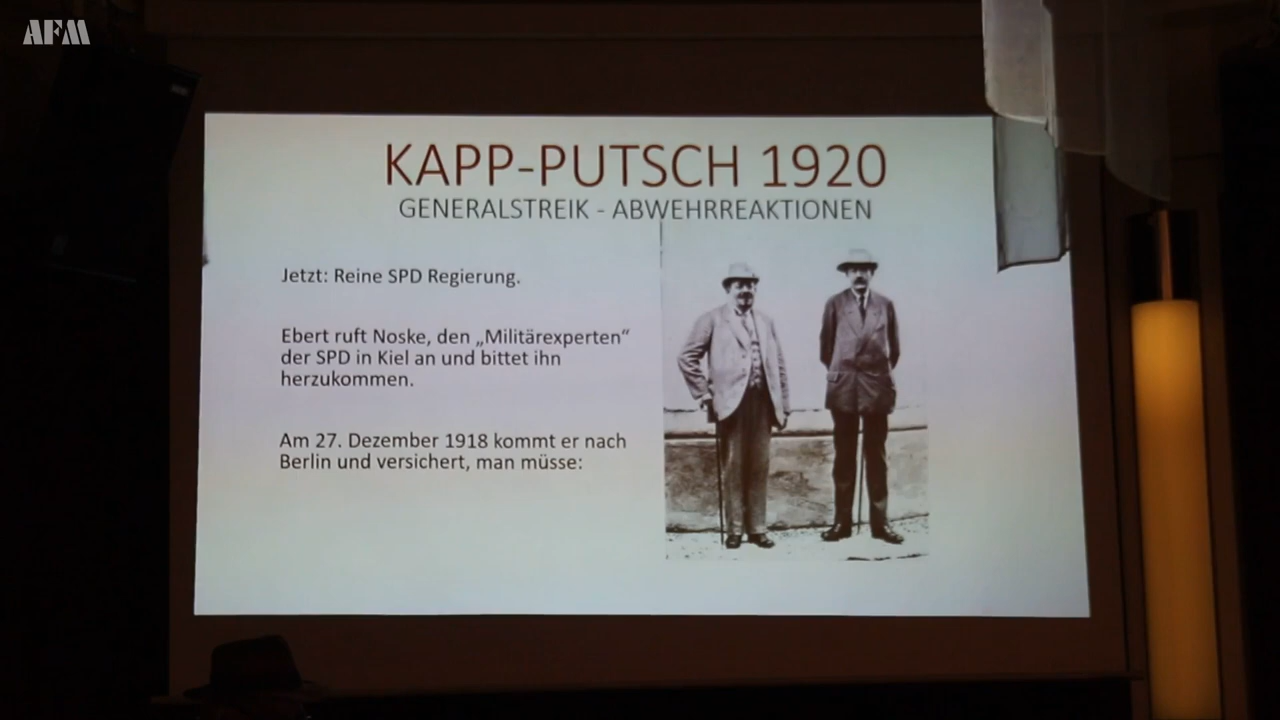 AFM
KAPP-PUTSCH 1920
GENERALSTREIK - ABWEHRREAKTIONEN
Jetzt: Reine SPD Regierung.
Ebert ruft Noske, den „Militärexperten“
der SPD in Kiel an und bittet ihn
herzukommen.
Am 27. Dezember 1918 kommt er nach
Berlin und versichert, man müsse: